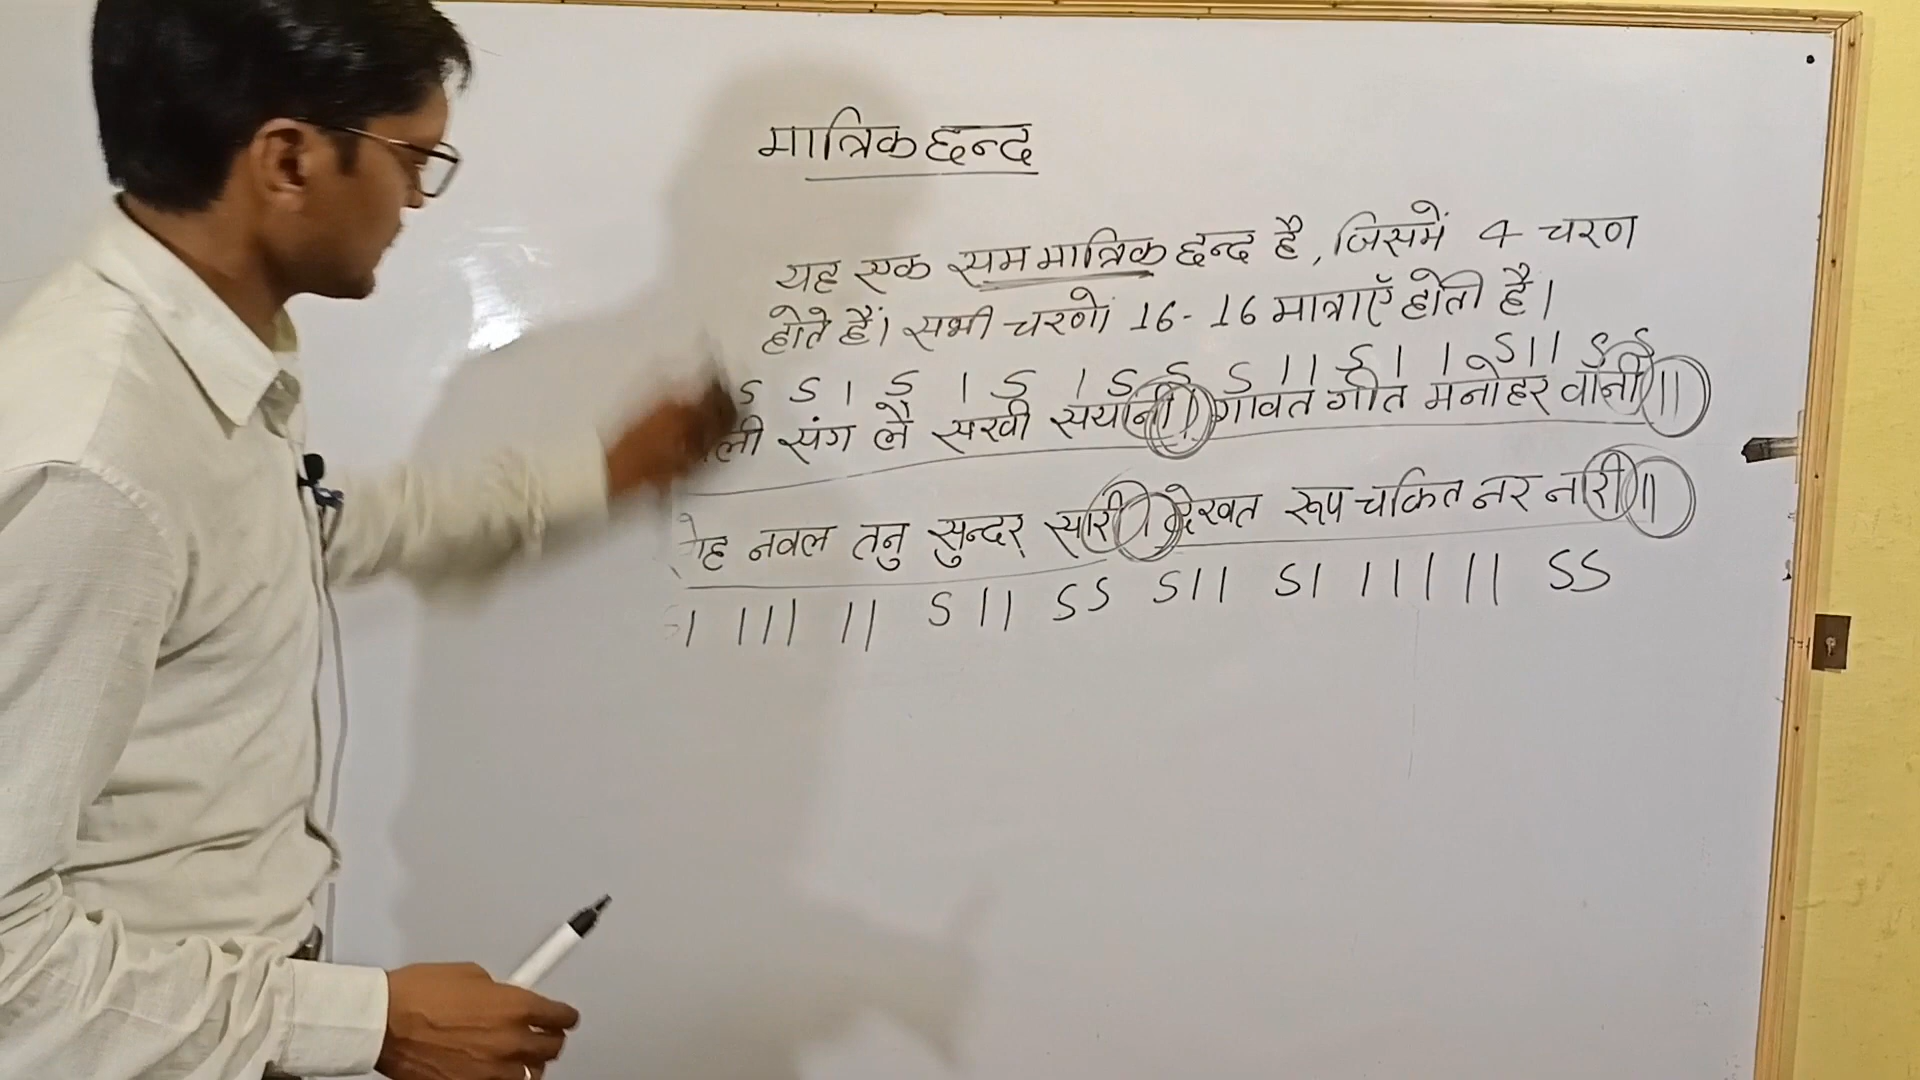 मात्रिक छन्द
यह एक सम मात्रिक छन्द है, जिसमें 4 चरण
होते हैं। सभी चरणों 16-16 मात्राएँ होती है।
S S I S I S I S S S I I S I I S I I S S
संग लै सखी सयानी। गावत गीत मनोहर वॉनी॥
नवल तनु सुन्दर् सारी। देखत रूप चकित नर नारी॥
I I I I I I S I I S S S I I S I I I I I I S S